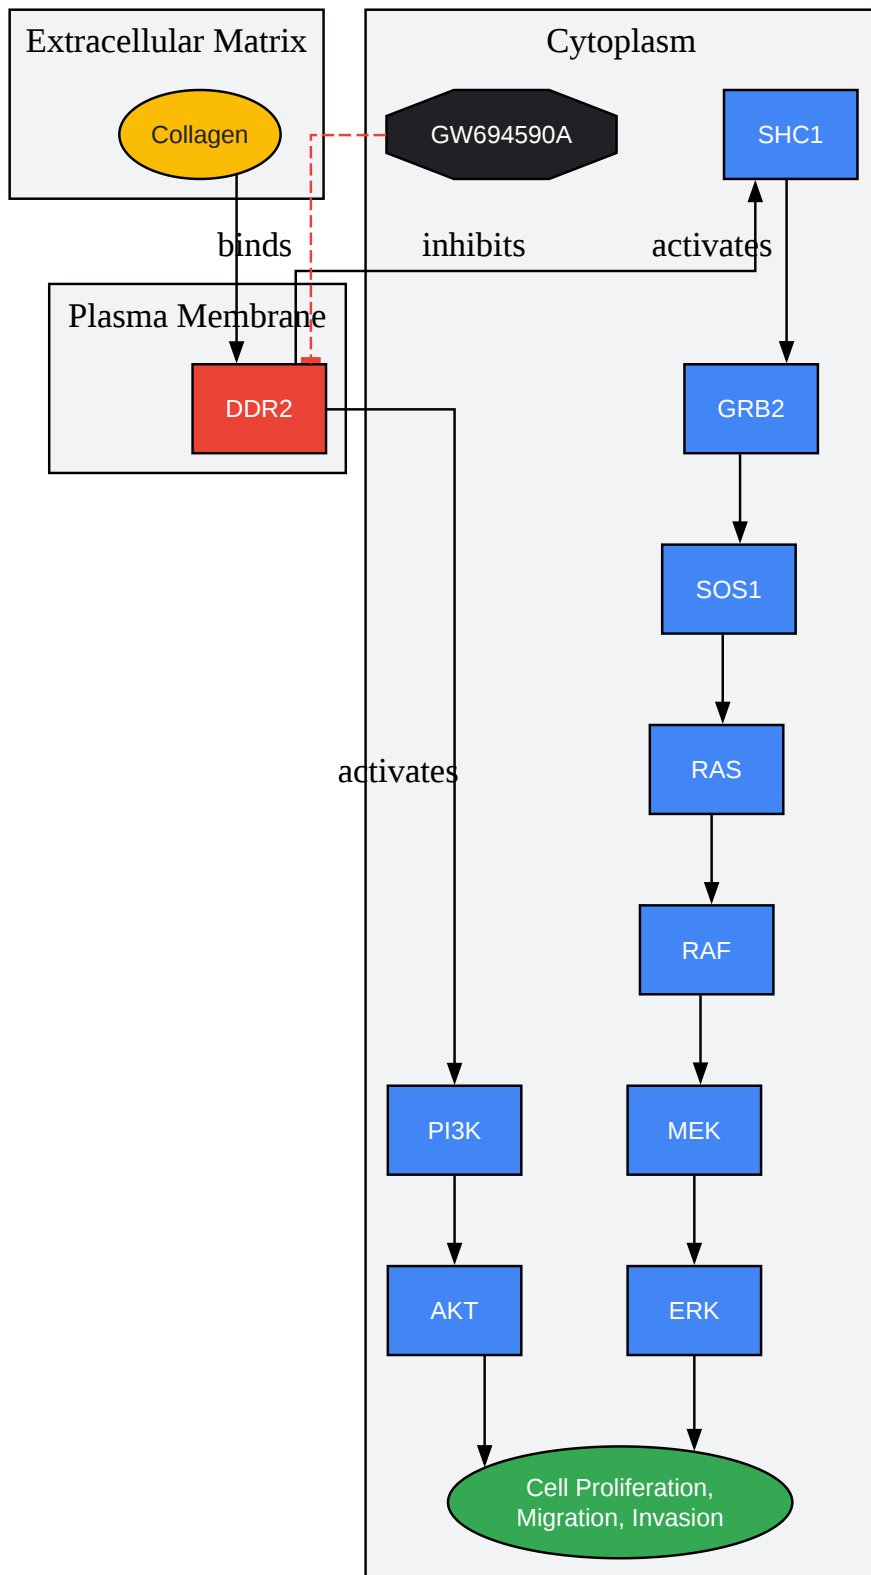 Extracellular Matrix
Cytoplasm
Collagen
GW694590A
SHC1
binds
inhibits
activates
Plasma Membrane
DDR2
GRB2
SOS1
activates
RAS
RAF
PI3K
MEK
AKT
ERK
Cell Proliferation,
Migration, Invasion